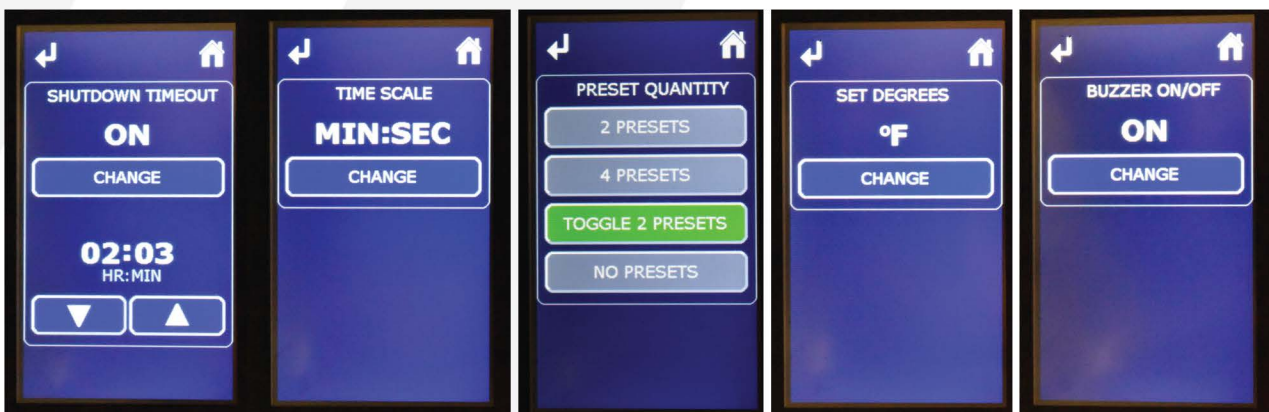 SHUTDOWN TIMEOUT
ON
CHANGE
02:03
HR:MIN
TIME SCALE
MIN:SEC
CHANGE
PRESET QUANTITY
2 PRESETS
4 PRESETS
TOGGLE 2 PRESETS
NO PRESETS
SET DEGREES
°F
CHANGE
BUZZER ON/OFF
ON
CHANGE